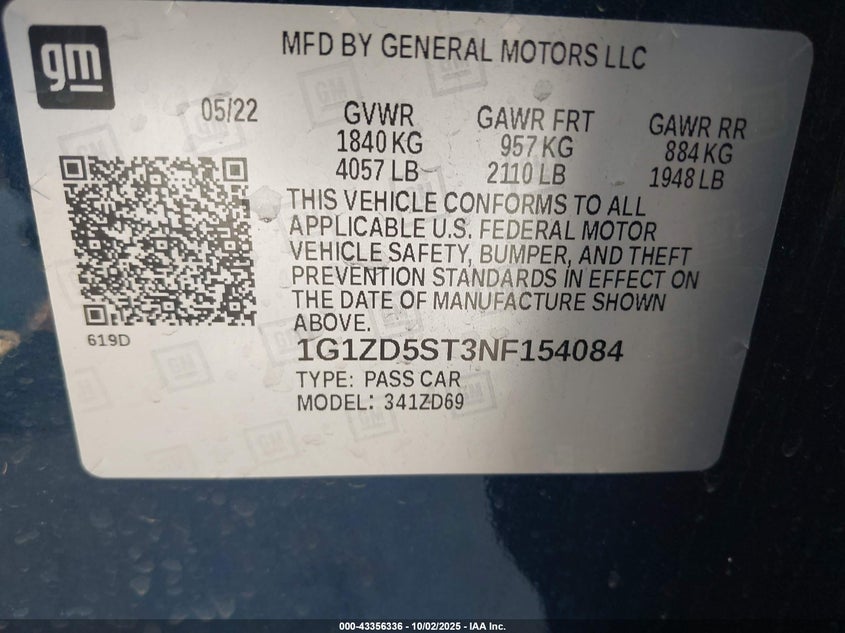 gm
MFD BY GENERAL MOTORS LLC
05/22
GVWR
1840 KG
4057 LB
GAWR FRT
957 KG
2110 LB
GAWR RR
884 KG
1948 LB
THIS VEHICLE CONFORMS TO ALL
APPLICABLE U.S. FEDERAL MOTOR
VEHICLE SAFETY, BUMPER, AND THEFT
PREVENTION STANDARDS IN EFFECT ON
THE DATE OF MANUFACTURE SHOWN
ABOVE.
619D
1G1ZD5ST3NF154084
TYPE: PASS CAR
MODEL: 341ZD69
000-43356336 - 10/02/2025 - IAA Inc.